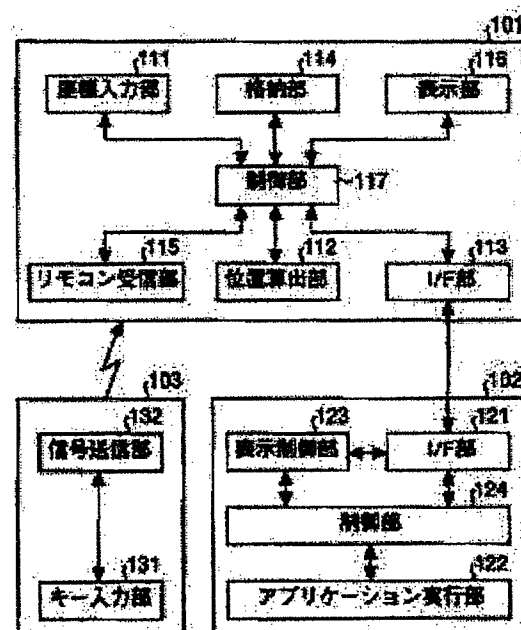 101
111
114
116
座標入力部
格納部
表示部
制御部
117
115
112
113
リモコン受信部
位置算出部
I/F部
103
102
132
123
121
信号送信部
表示制御部
I/F部
124
制御部
131
122
キー入力部
アプリケーション実行部